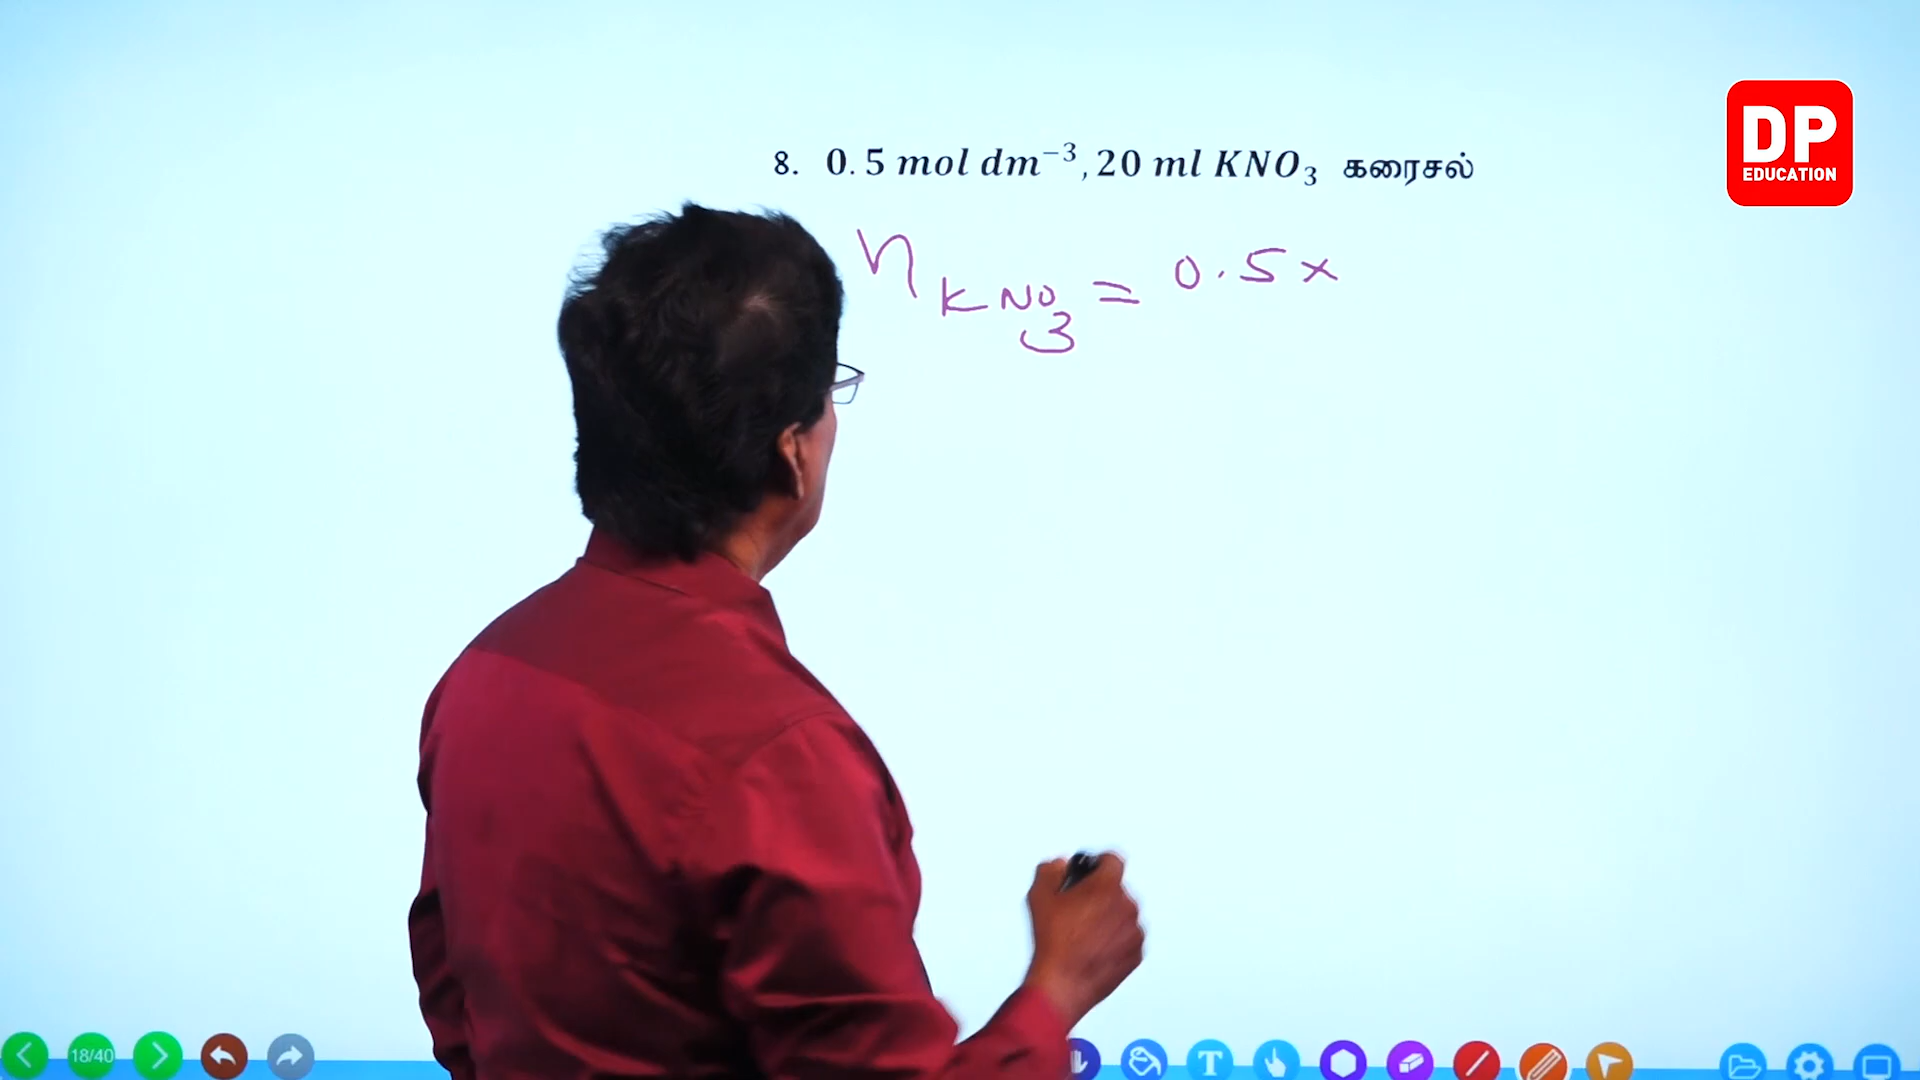 DP
EDUCATION
8. 0.5 mol dm⁻³, 20 ml KNO₃ கரைசல்
n KNO₃ = 0.5 x
18/40
T